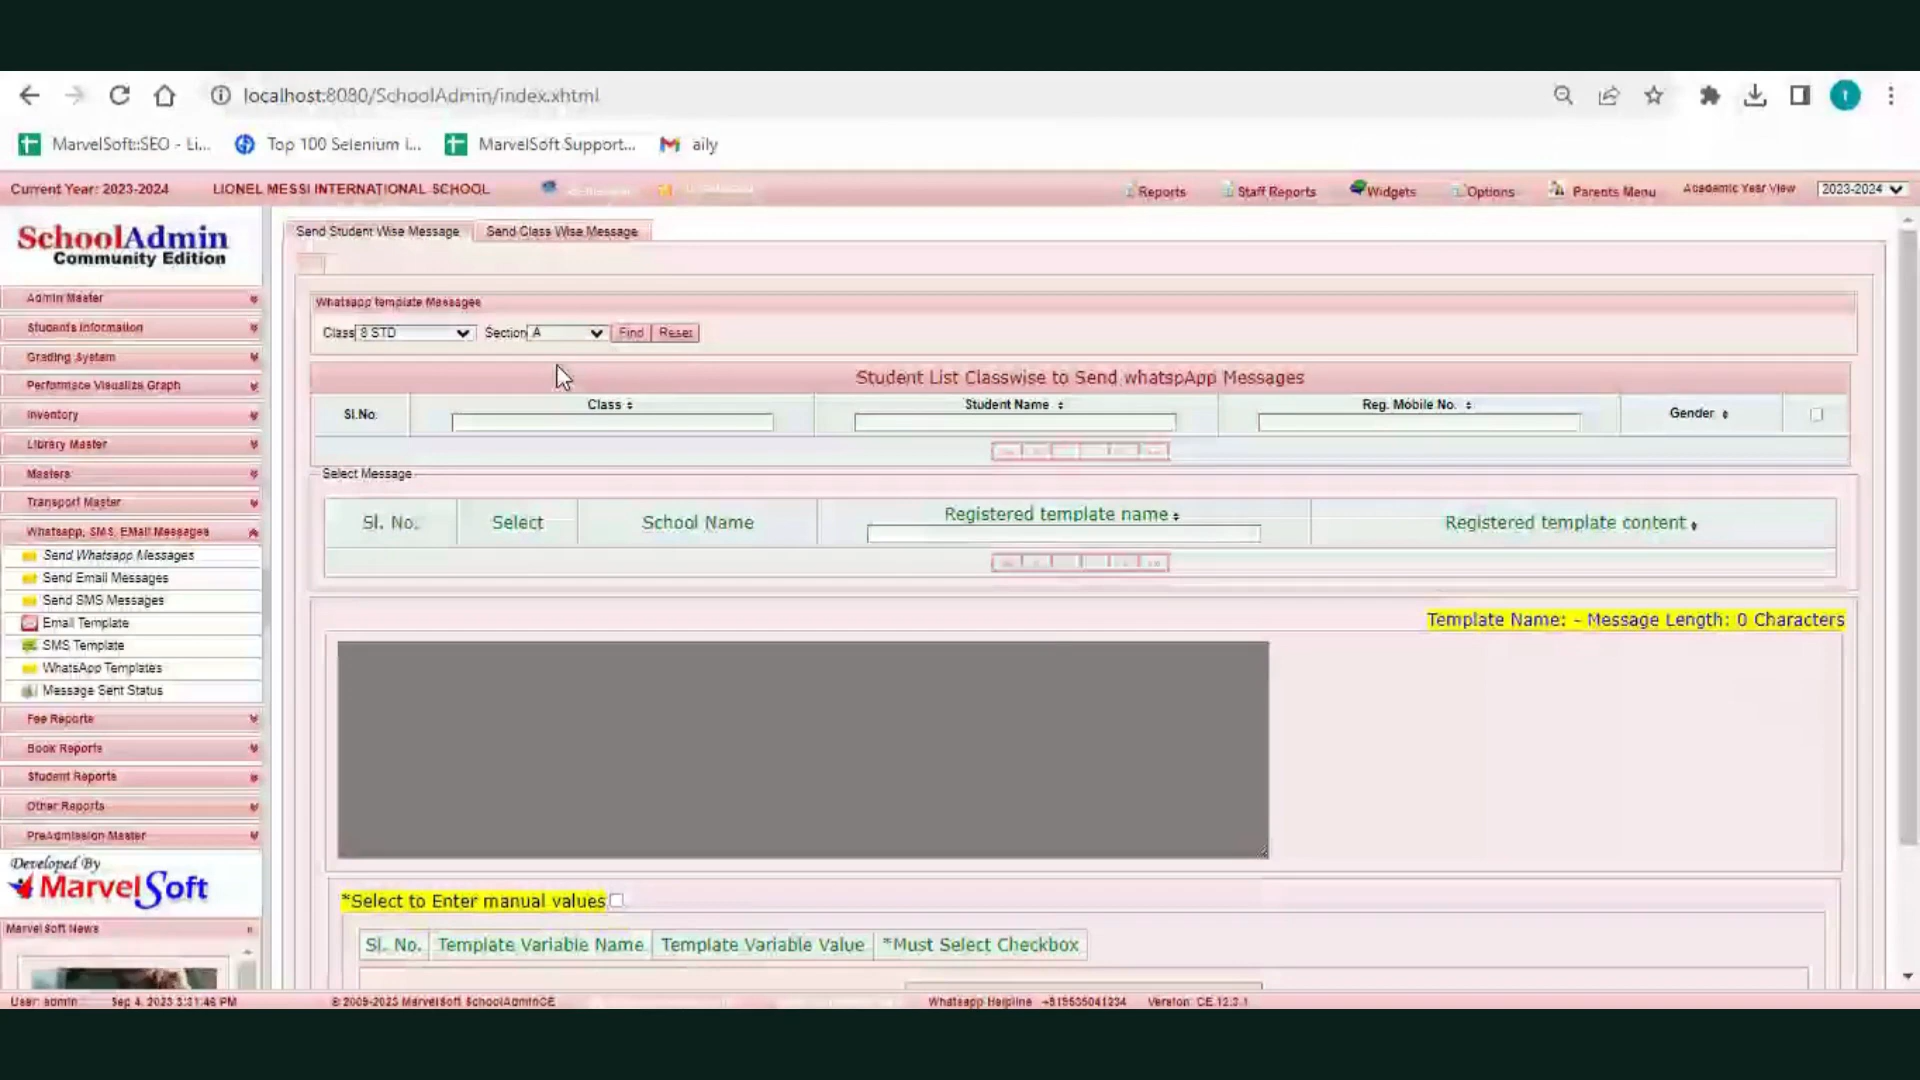 localhost:8080/SchoolAdmin/index.xhtml
MarvelSoft::SEO - Li... Top 100 Selenium I... MarvelSoft Support... aily
Current Year: 2023-2024 LIONEL MESSI INTERNATIONAL SCHOOL Reports Staff Reports Widgets Options Parents Menu Academic Year View 2023-2024
SchoolAdmin
Community Edition
Admin Master
Students Information
Grading System
Performace Visualize Graph
Inventory
Library Master
Masters
Transport Master
Whatsapp, SMS, EMail Messages
Send Whatsapp Messages
Send Email Messages
Send SMS Messages
Email Template
SMS Template
WhatsApp Templates
Message Sent Status
Fee Reports
Book Reports
Student Reports
Other Reports
PreAdmission Master
Developed By
MarvelSoft
Marvel Soft News
Send Student Wise Message Send Class Wise Message
Whatsapp template Messages
Class 8 STD Section A Find Reset
Student List Classwise to Send whatspApp Messages
Sl.No. Class Student Name Reg. Mobile No. Gender
Select Message
Sl. No. Select School Name Registered template name Registered template content
Template Name: - Message Length: 0 Characters
*Select to Enter manual values
Sl. No. Template Variable Name Template Variable Value *Must Select Checkbox
User: admin Sep 4, 2023 3:31:46 PM © 2009-2023 MarvelSoft SchoolAdminCE Whatsapp Helpline +919535041234 Version: CE.12.3.1